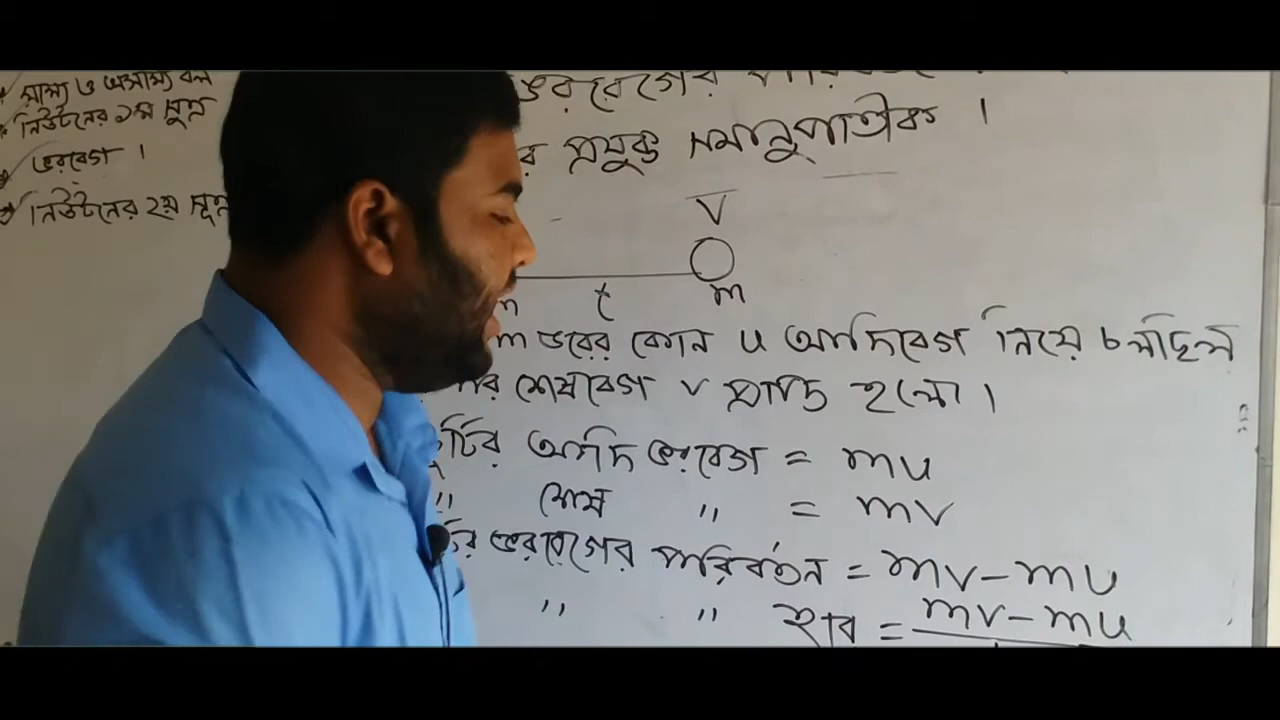 সাম্য ও অসাম্য বল
নিউটনের ১ম সূত্র
ভরবেগ ।
নিউটনের ২য় সূত্র
ভরবেগের
র প্রযুক্ত সমানুপাতিক ।
V
t m
m ভরের কোন u আদিবেগ নিয়ে চলছিল
শেষবেগ v প্রাপ্তি হলো ।
টির আদি ভরবেগ = mu
" শেষ " = mv
টির ভরবেগের পরিবর্তন = mv - mu
" " হার = mv - mu